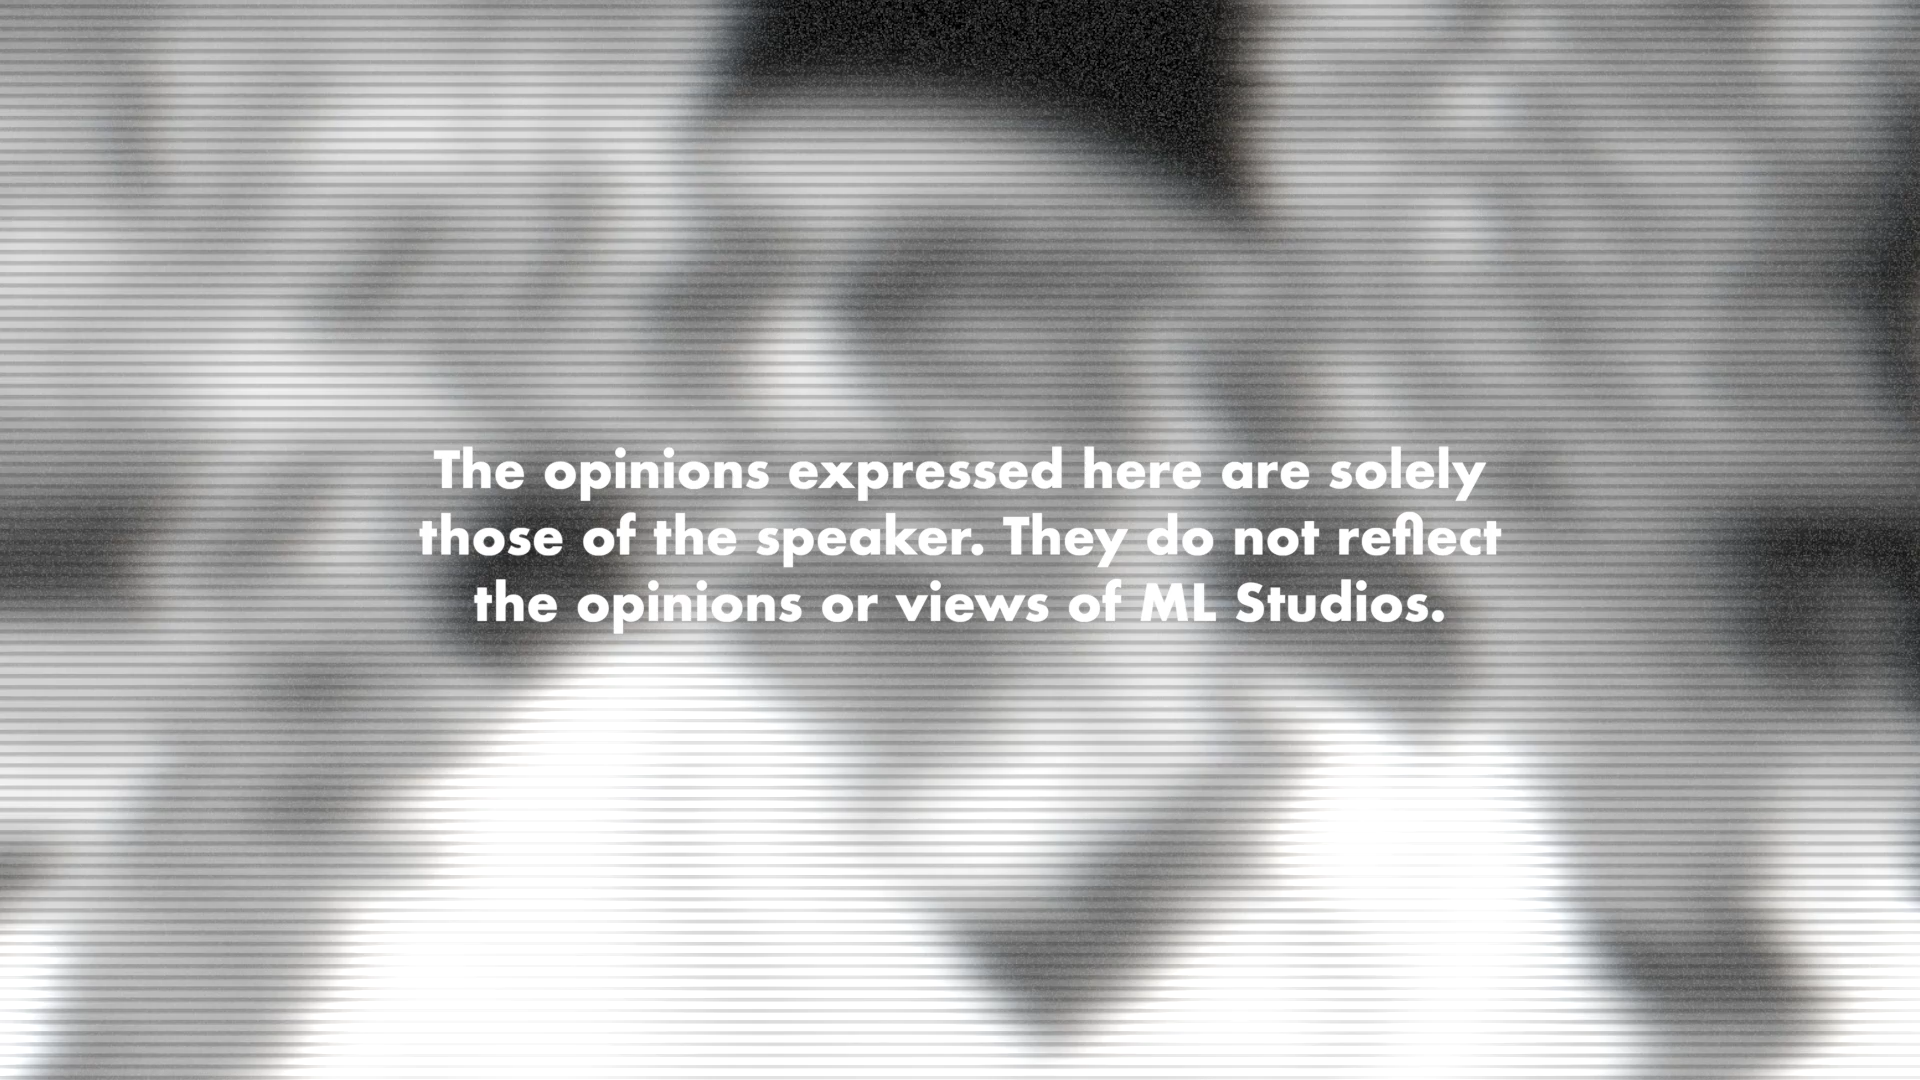 The opinions expressed here are solely
those of the speaker. They do not reflect
the opinions or views of ML Studios.